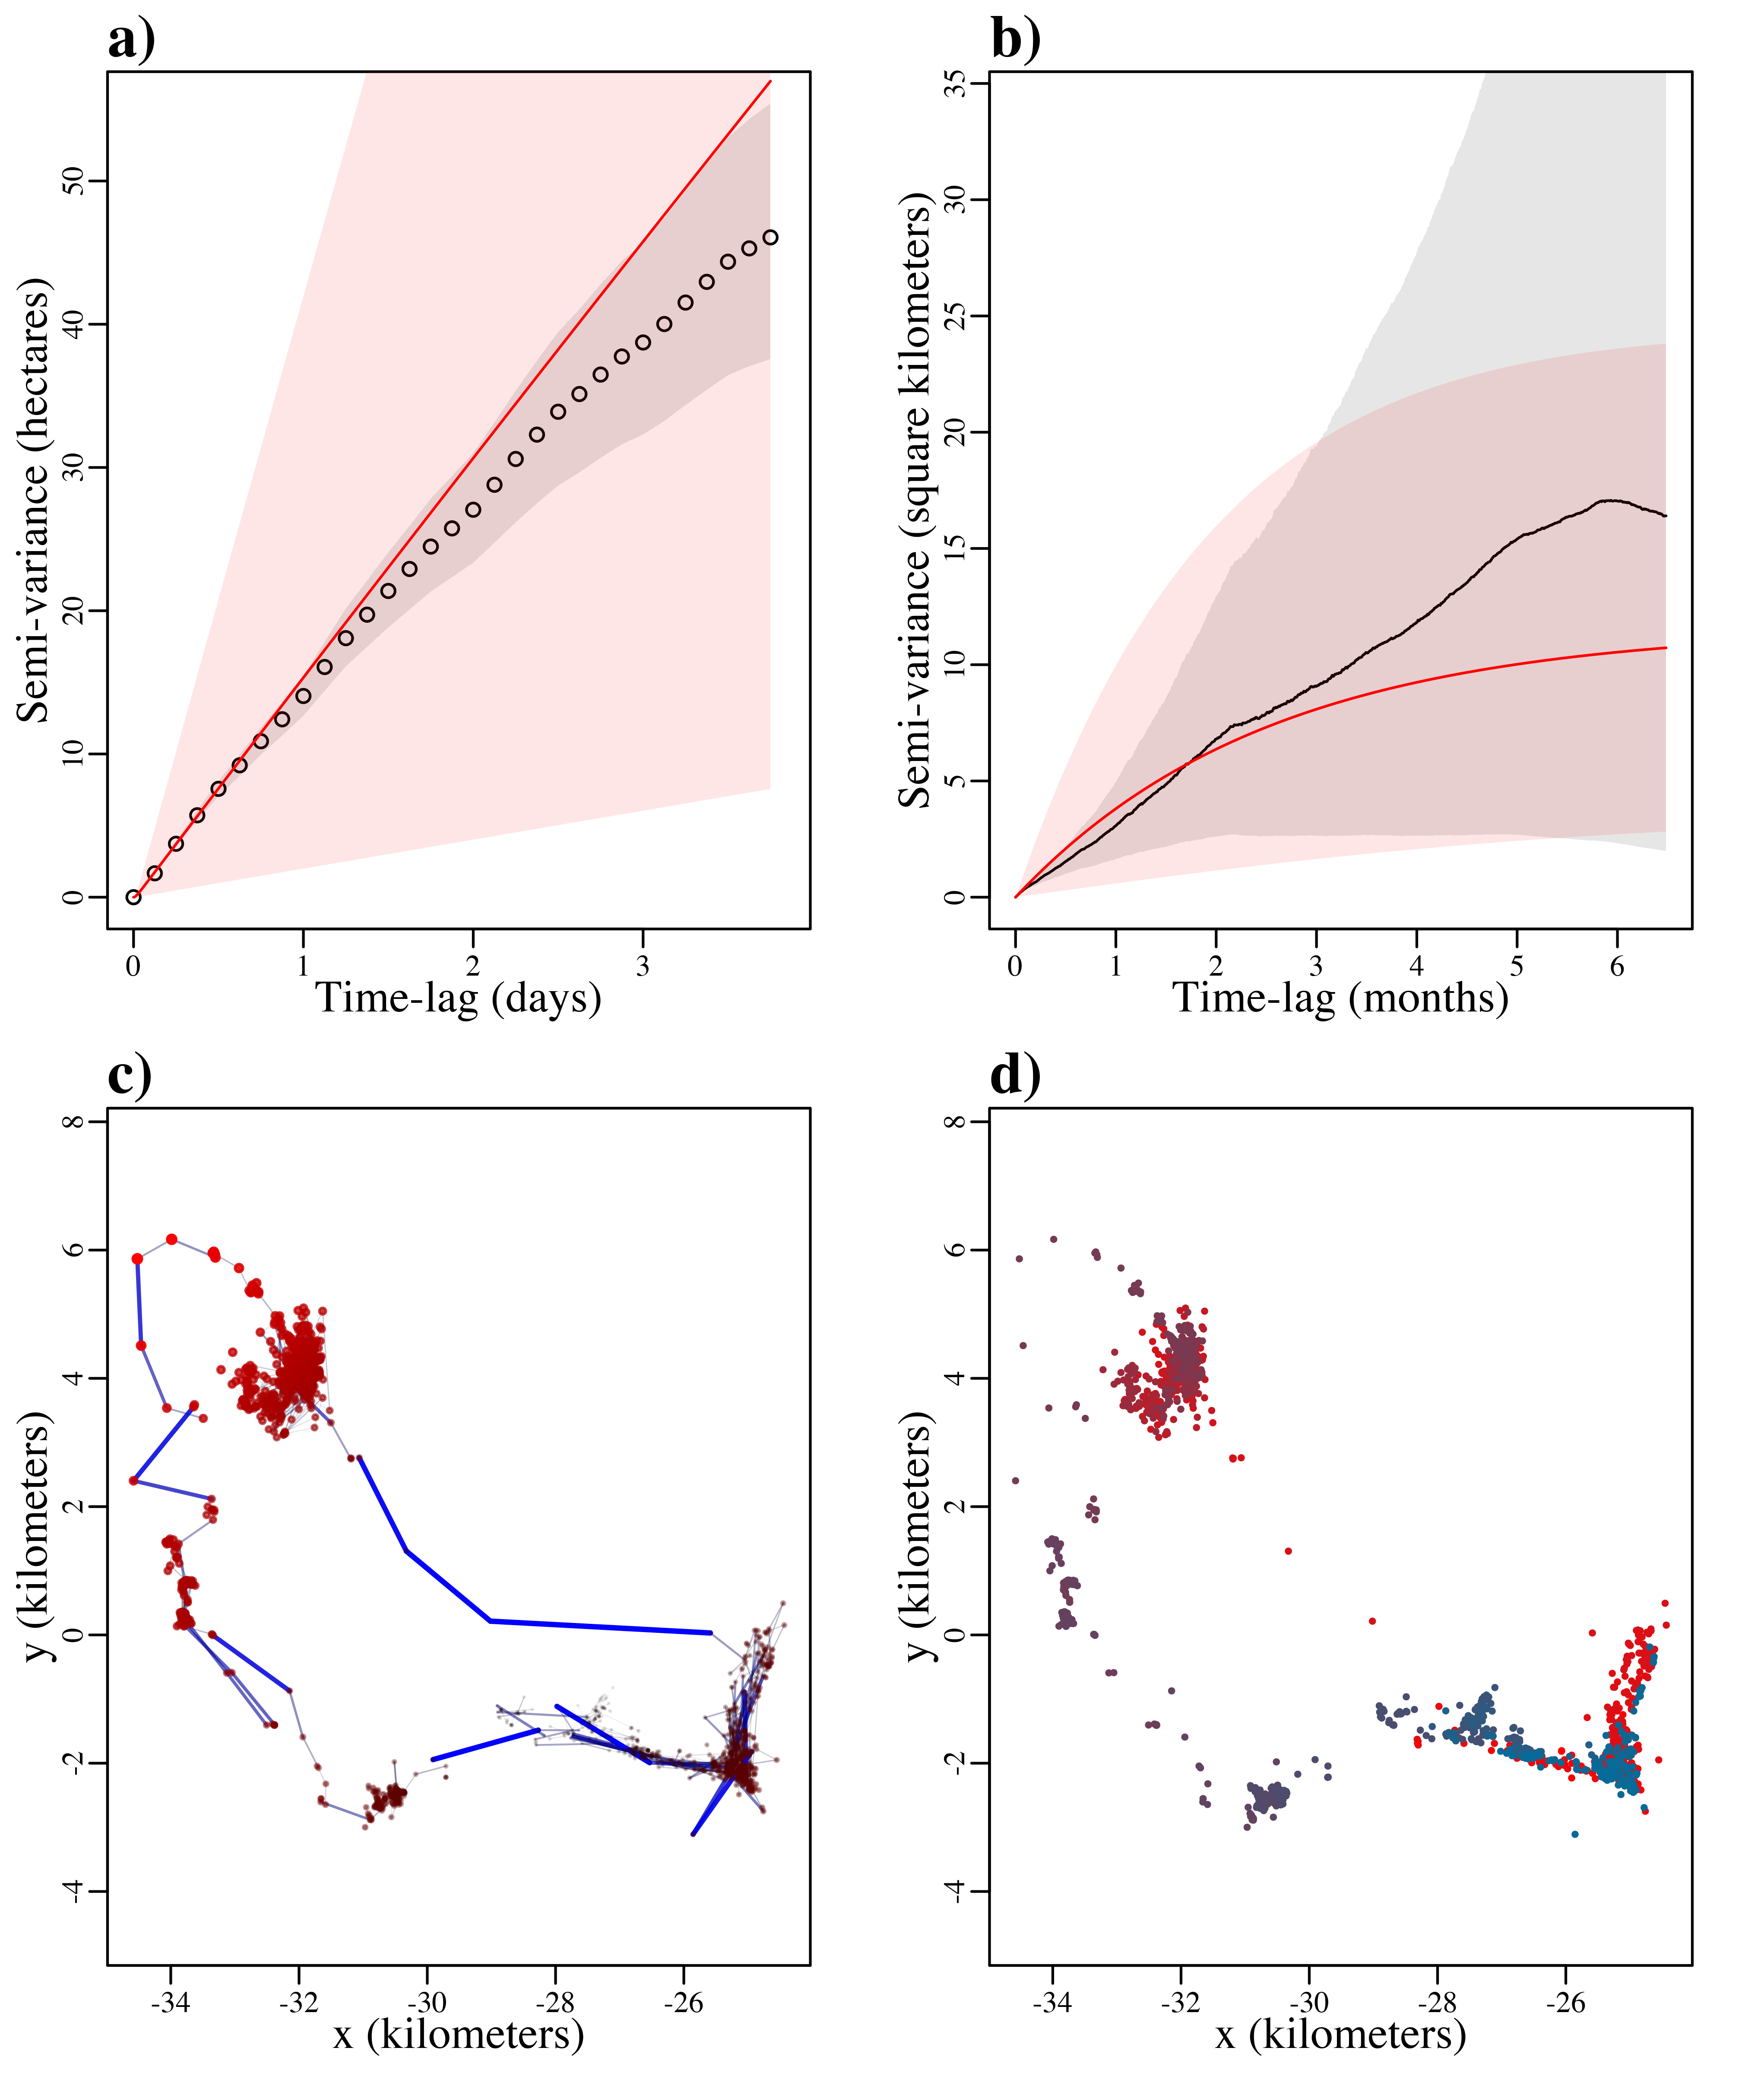 a)
Semi-variance (hectares)
0 10 20 30 40 50
0 1 2 3
Time-lag (days)
b)
Semi-variance (square kilometers)
0 5 10 15 20 25 30 35
0 1 2 3 4 5 6
Time-lag (months)
c)
y (kilometers)
-4 -2 0 2 4 6 8
-34 -32 -30 -28 -26
x (kilometers)
d)
y (kilometers)
-4 -2 0 2 4 6 8
-34 -32 -30 -28 -26
x (kilometers)